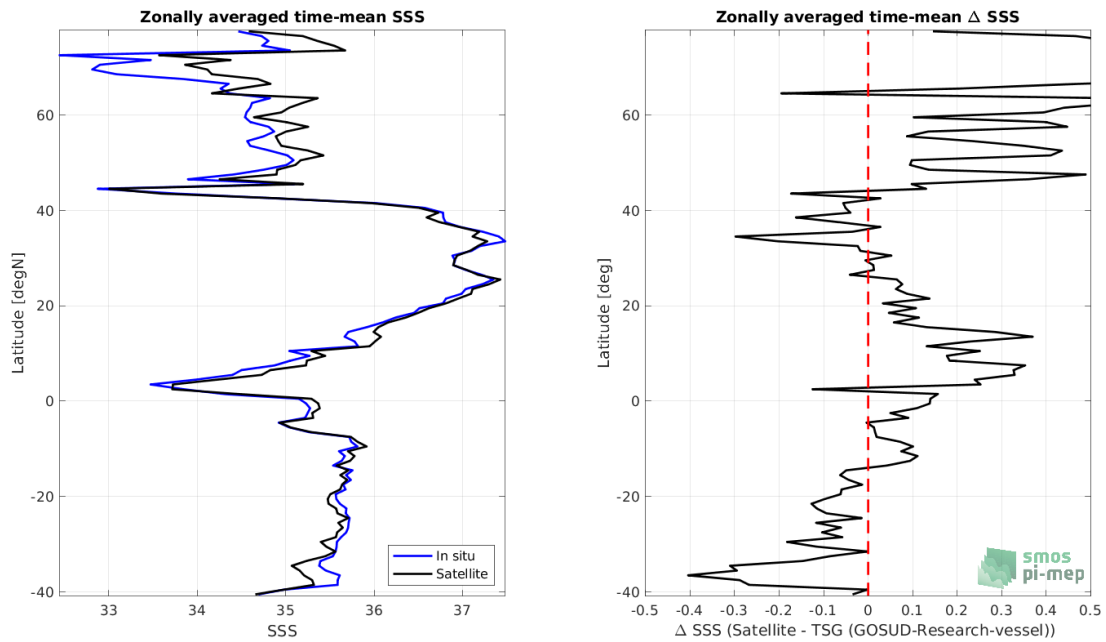 Zonally averaged time-mean SSS
60
40
20
0
-20
-40
Latitude [degN]
33
34
35
36
37
SSS
In situ
Satellite
Zonally averaged time-mean Δ SSS
60
40
20
0
-20
-40
Latitude [deg]
-0.5
-0.4
-0.3
-0.2
-0.1
0
0.1
0.2
0.3
0.4
0.5
Δ SSS (Satellite - TSG (GOSUD-Research-vessel))
smos
pi-mep